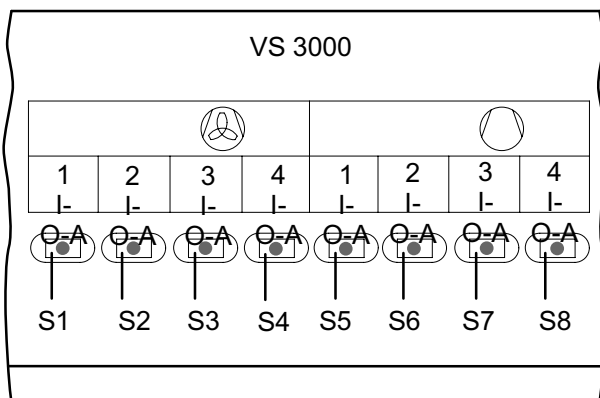 VS 3000
1 2 3 4 1 2 3 4
I- I- I- I- I- I- I- I-
O-A O-A O-A O-A O-A O-A O-A O-A
S1 S2 S3 S4 S5 S6 S7 S8